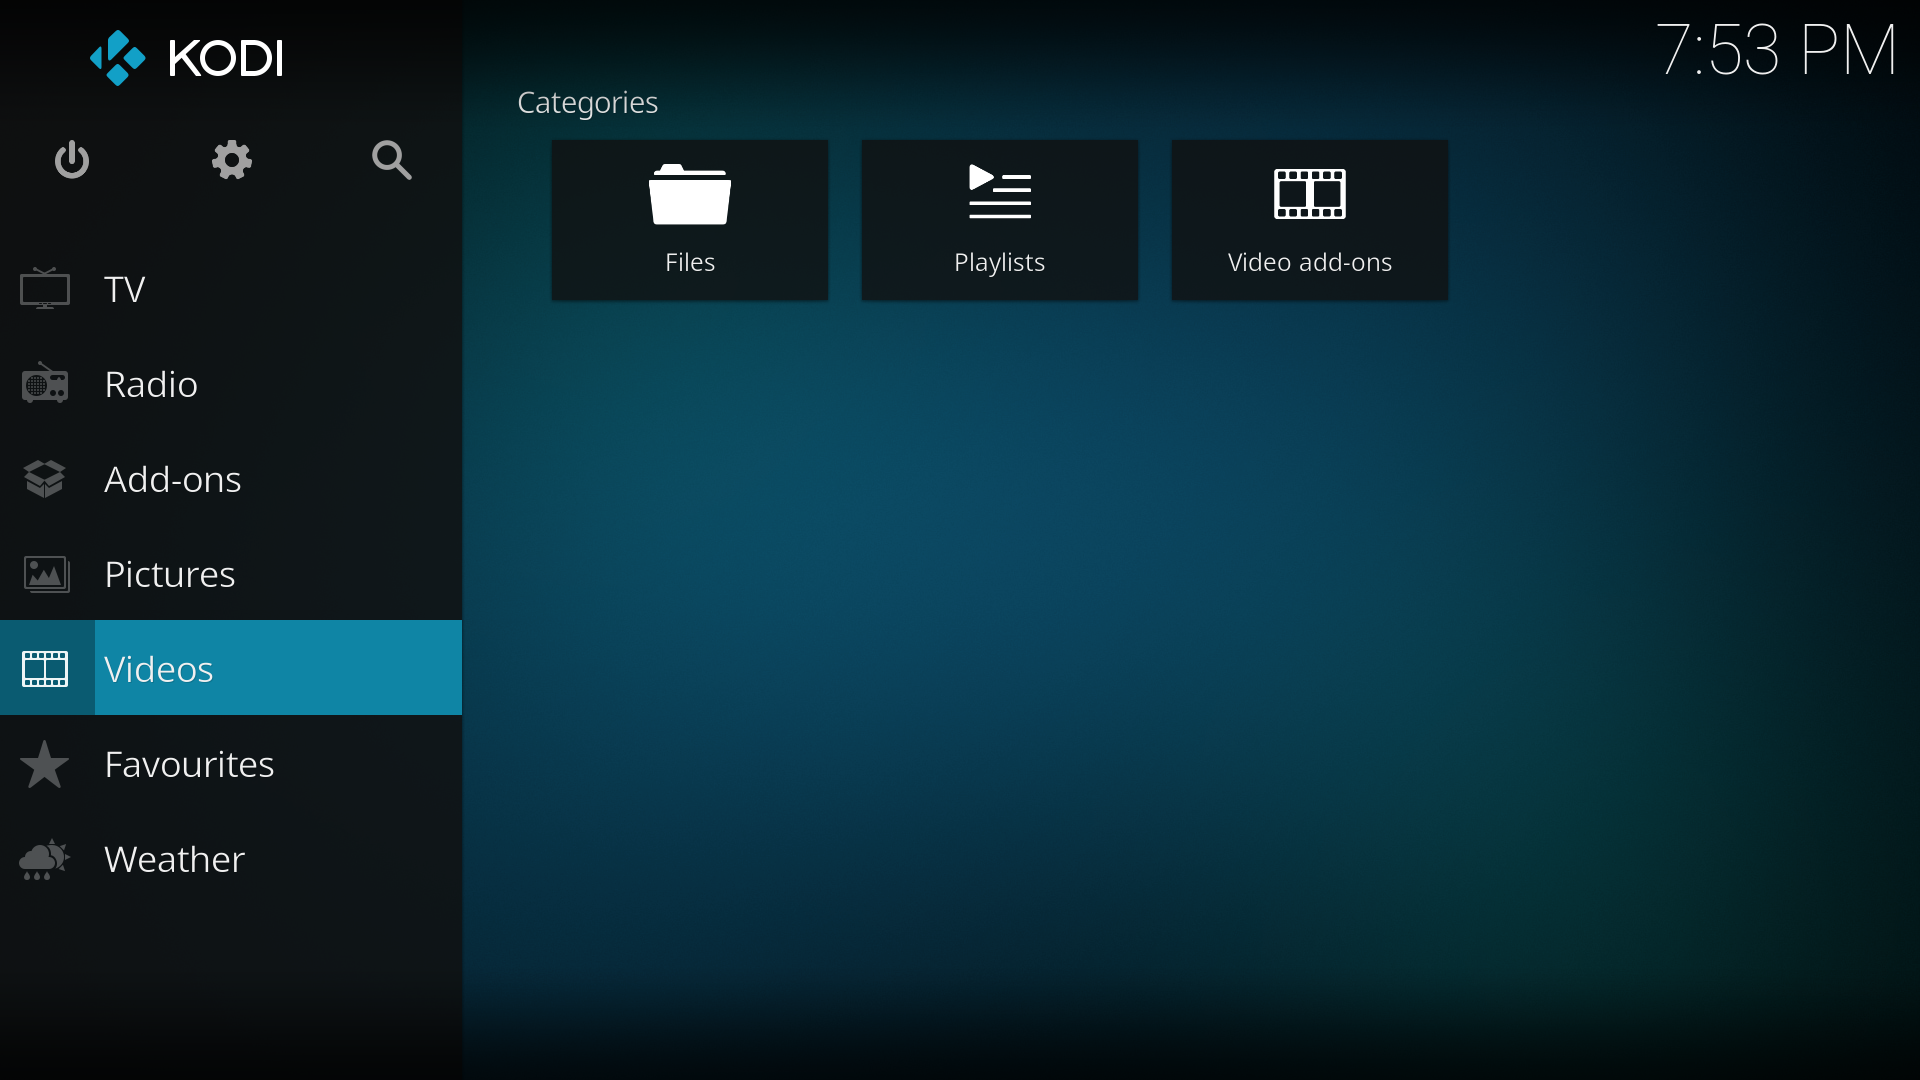 KODI
7:53 PM
Categories
Files
Playlists
Video add-ons
TV
Radio
Add-ons
Pictures
Videos
Favourites
Weather